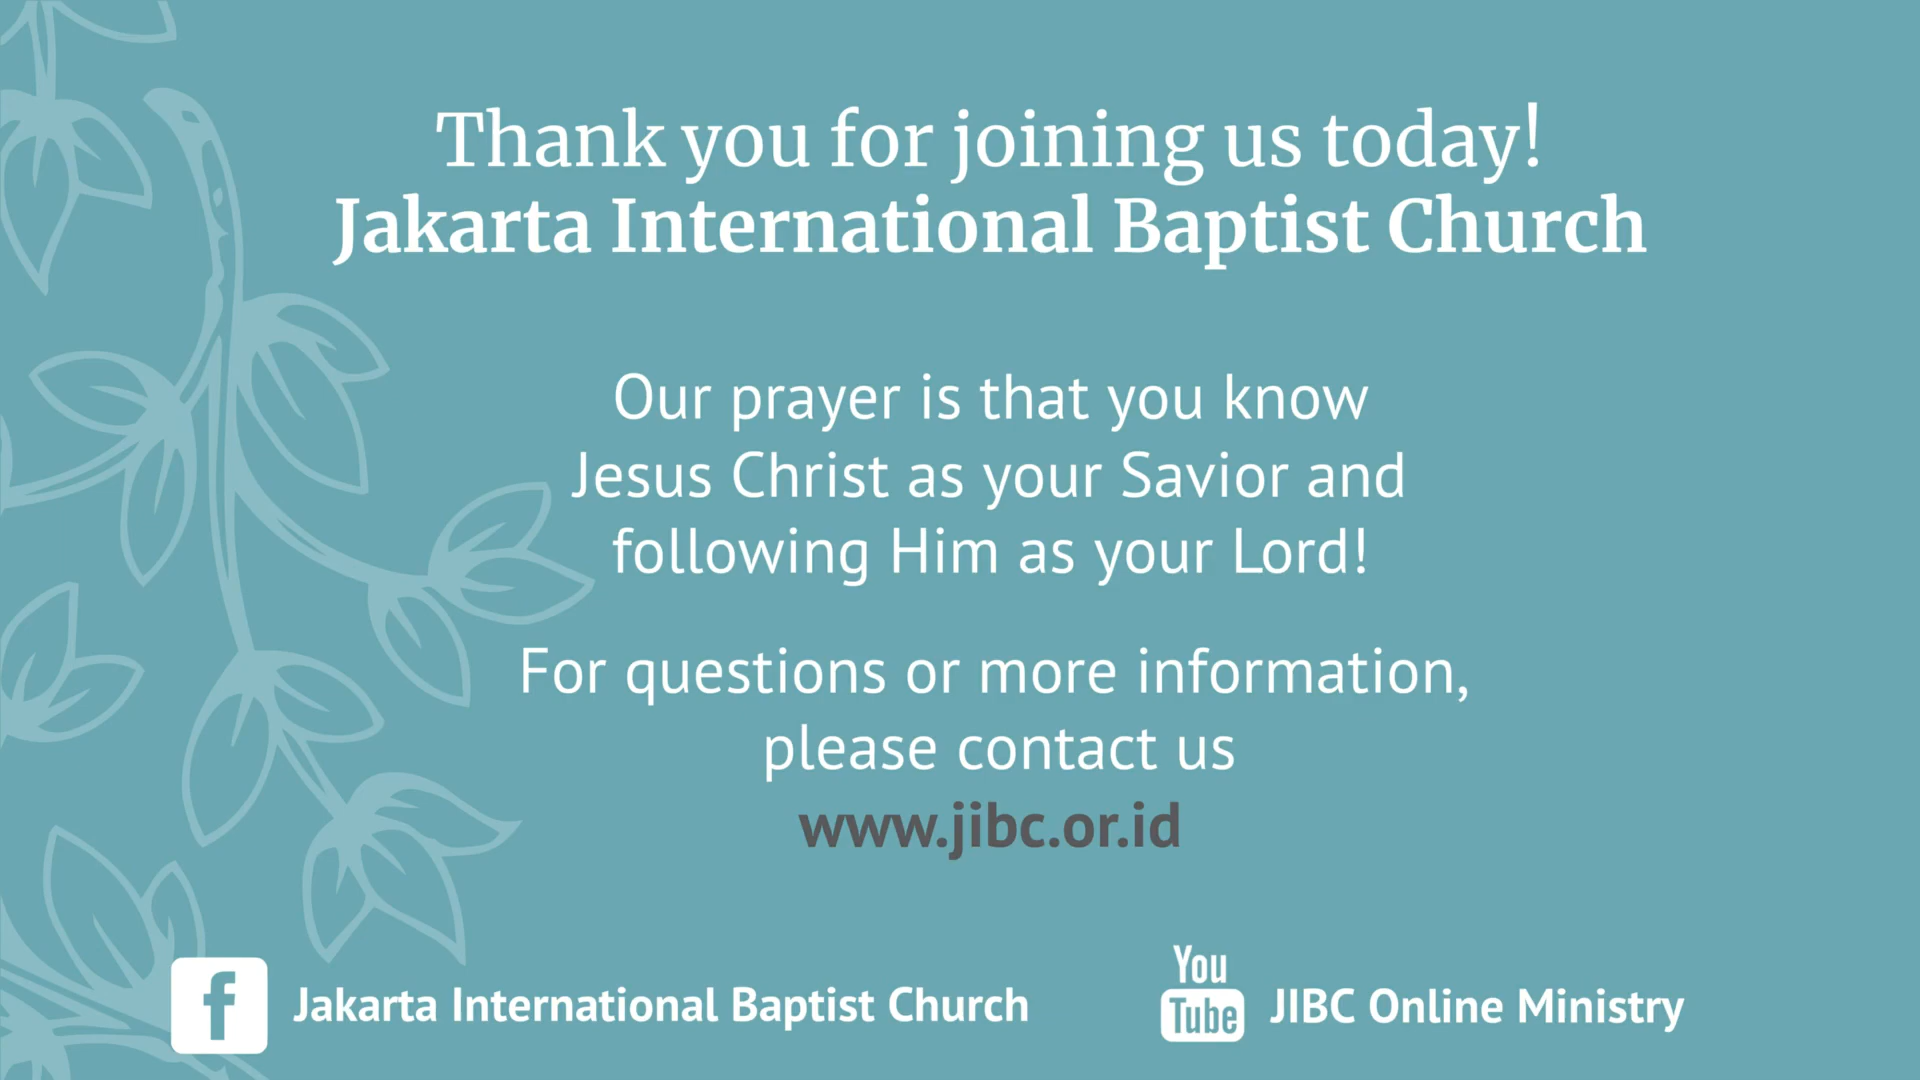 Thank you for joining us today!
Jakarta International Baptist Church
Our prayer is that you know
Jesus Christ as your Savior and
following Him as your Lord!
For questions or more information,
please contact us
www.jibc.or.id
f Jakarta International Baptist Church
You
Tube JIBC Online Ministry